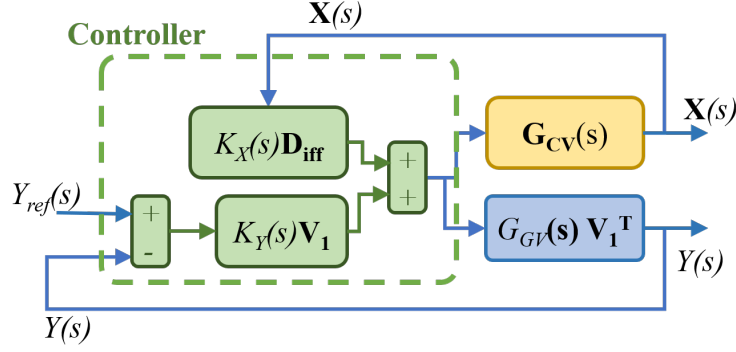 X(s)
Controller
X(s)
K_X(s)D_iff
+
+
G_CV(s)
Y_ref(s)
+
-
K_Y(s)V_1
G_GV(s) V_1^T
Y(s)
Y(s)